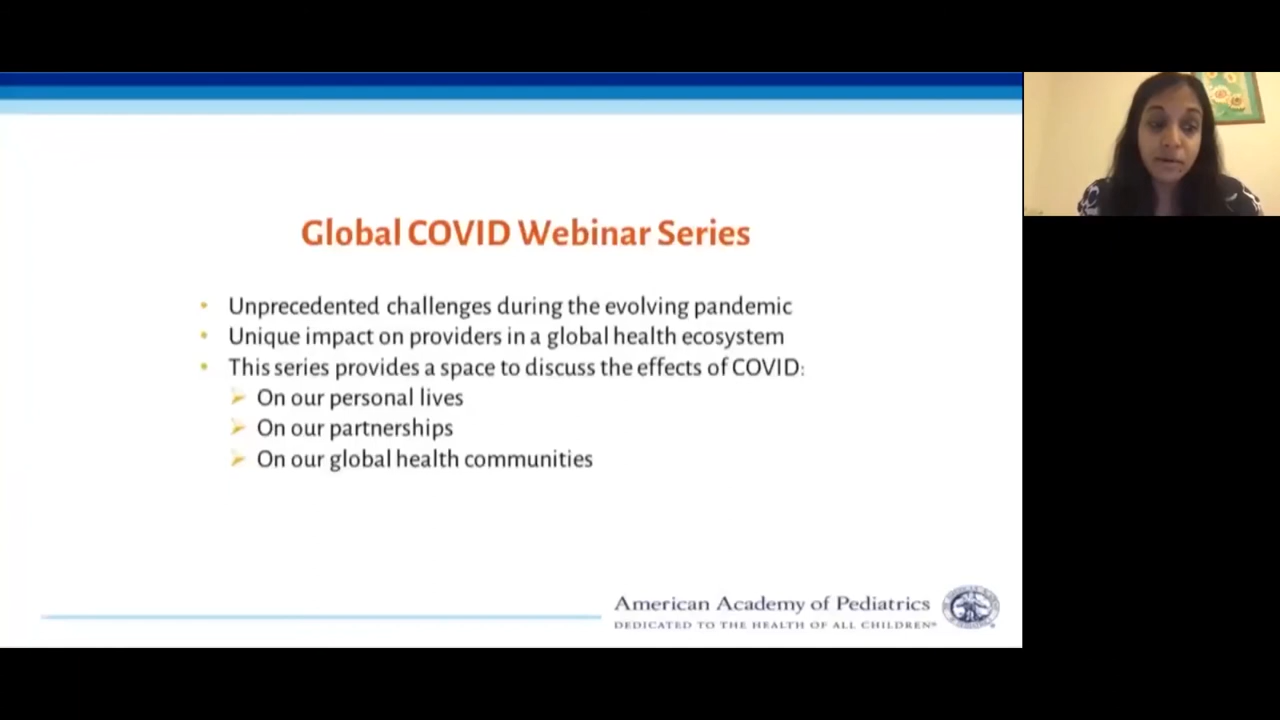 Global COVID Webinar Series
• Unprecedented challenges during the evolving pandemic
• Unique impact on providers in a global health ecosystem
• This series provides a space to discuss the effects of COVID:
➢ On our personal lives
➢ On our partnerships
➢ On our global health communities
American Academy of Pediatrics
DEDICATED TO THE HEALTH OF ALL CHILDREN®